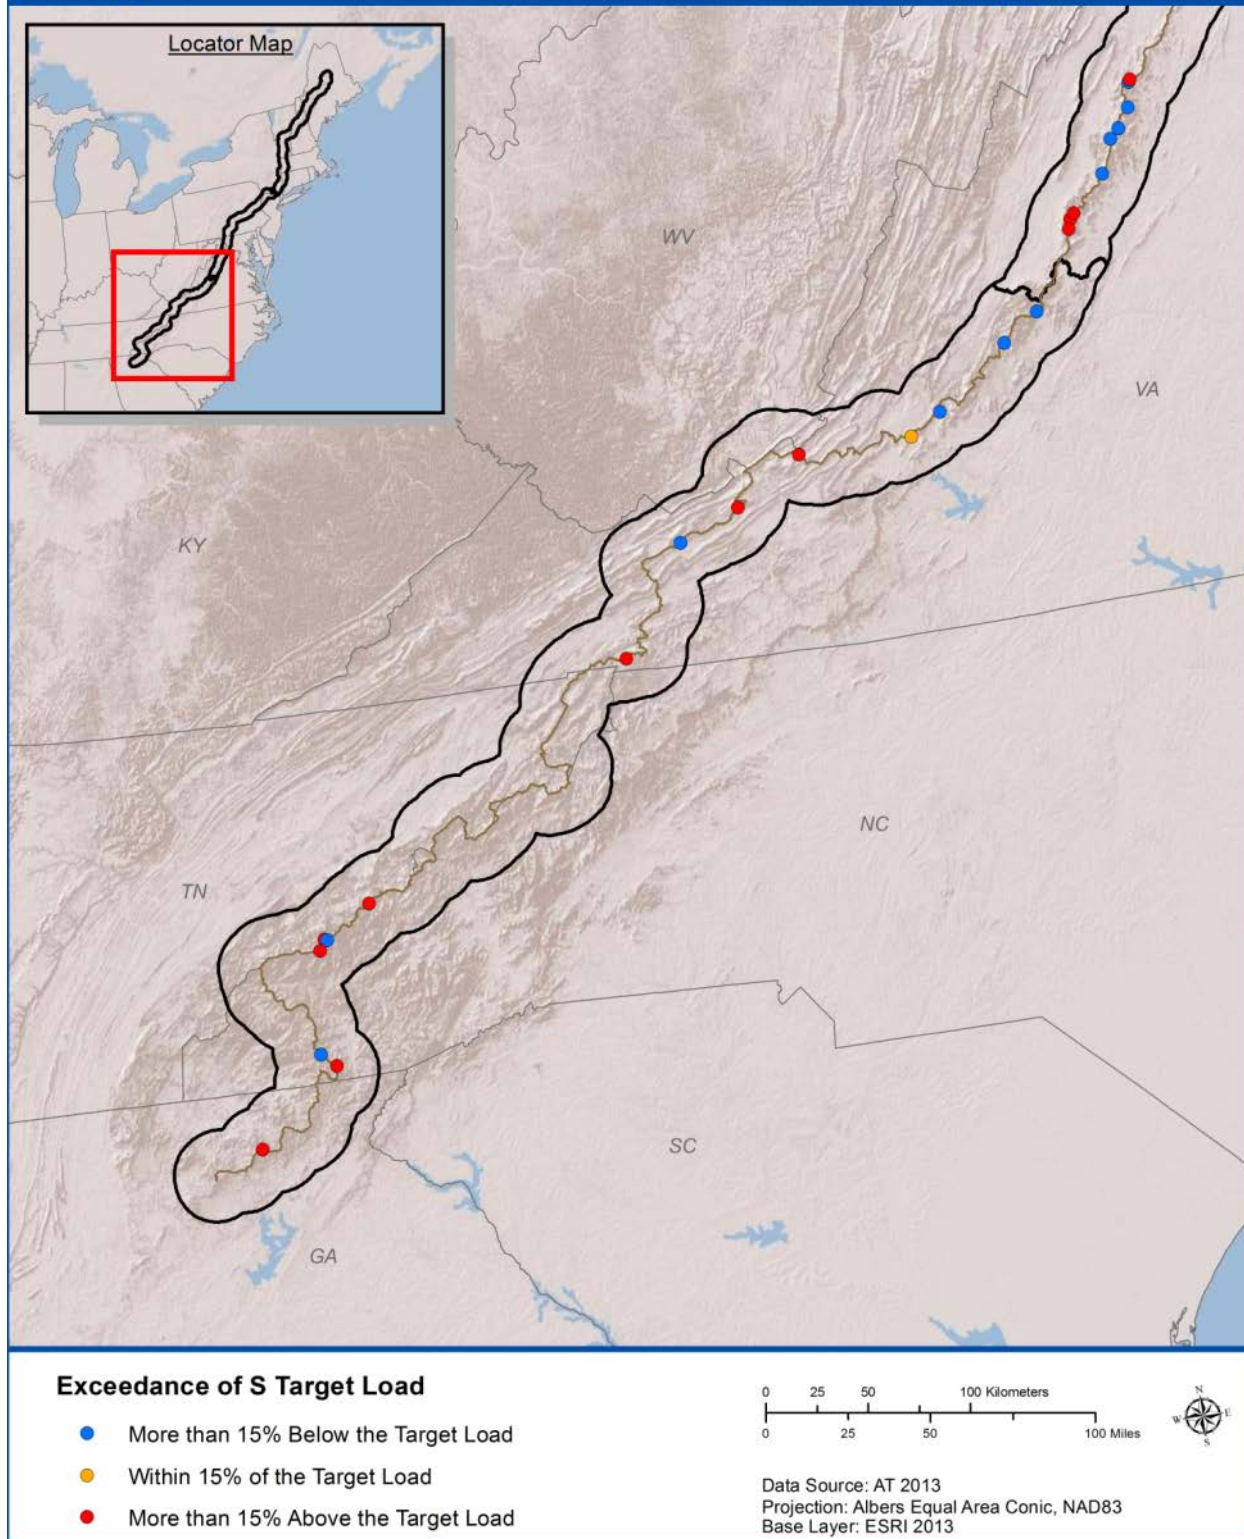 Locator Map
WV
VA
KY
NC
TN
SC
GA
Exceedance of S Target Load
More than 15% Below the Target Load
Within 15% of the Target Load
More than 15% Above the Target Load
0 25 50 100 Kilometers
0 25 50 100 Miles
N
W E
S
Data Source: AT 2013
Projection: Albers Equal Area Conic, NAD83
Base Layer: ESRI 2013